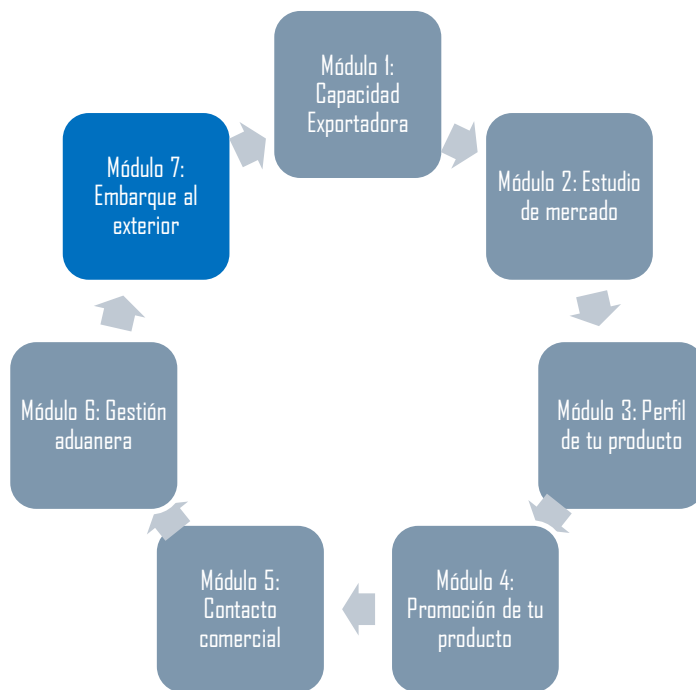 Módulo 1:
Capacidad
Exportadora
Módulo 2: Estudio
de mercado
Módulo 3: Perfil
de tu producto
Módulo 4:
Promoción de tu
producto
Módulo 5:
Contacto
comercial
Módulo 6: Gestión
aduanera
Módulo 7:
Embarque al
exterior